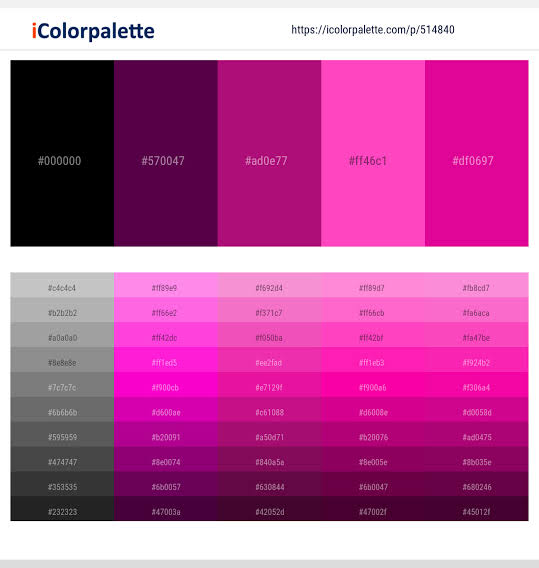 iColorpalette
https://icolorpalette.com/p/514840
#000000 #570047 #ad0e77 #ff46c1 #df0697
#c4c4c4 #ff89e9 #f692d4 #ff89d7 #fb8cd7
#b2b2b2 #ff66e2 #f371c7 #ff66cb #fa6aca
#a0a0a0 #ff42dc #f050ba #ff42bf #fa47be
#8e8e8e #ff1ed5 #ee2fad #ff1eb3 #f924b2
#7c7c7c #f900cb #e7129f #f900a6 #f306a4
#6b6b6b #d600ae #c61088 #d6008e #d0058d
#595959 #b20091 #a50d71 #b20076 #ad0475
#474747 #8e0074 #840a5a #8e005e #8b035e
#353535 #6b0057 #630844 #6b0047 #680246
#232323 #47003a #42052d #47002f #45012f